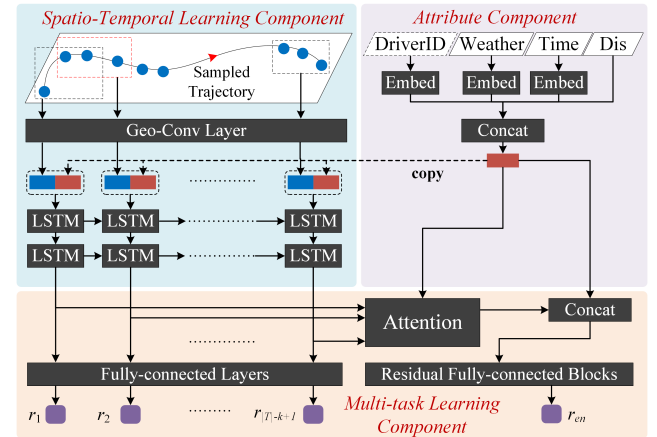 Spatio-Temporal Learning Component
Attribute Component
DriverID Weather Time Dis
Sampled
Trajectory
Embed Embed Embed
Geo-Conv Layer
Concat
copy
LSTM LSTM LSTM
LSTM LSTM LSTM
Attention
Concat
Fully-connected Layers
Residual Fully-connected Blocks
r1 r2 r|T|-k+1 ren
Multi-task Learning
Component